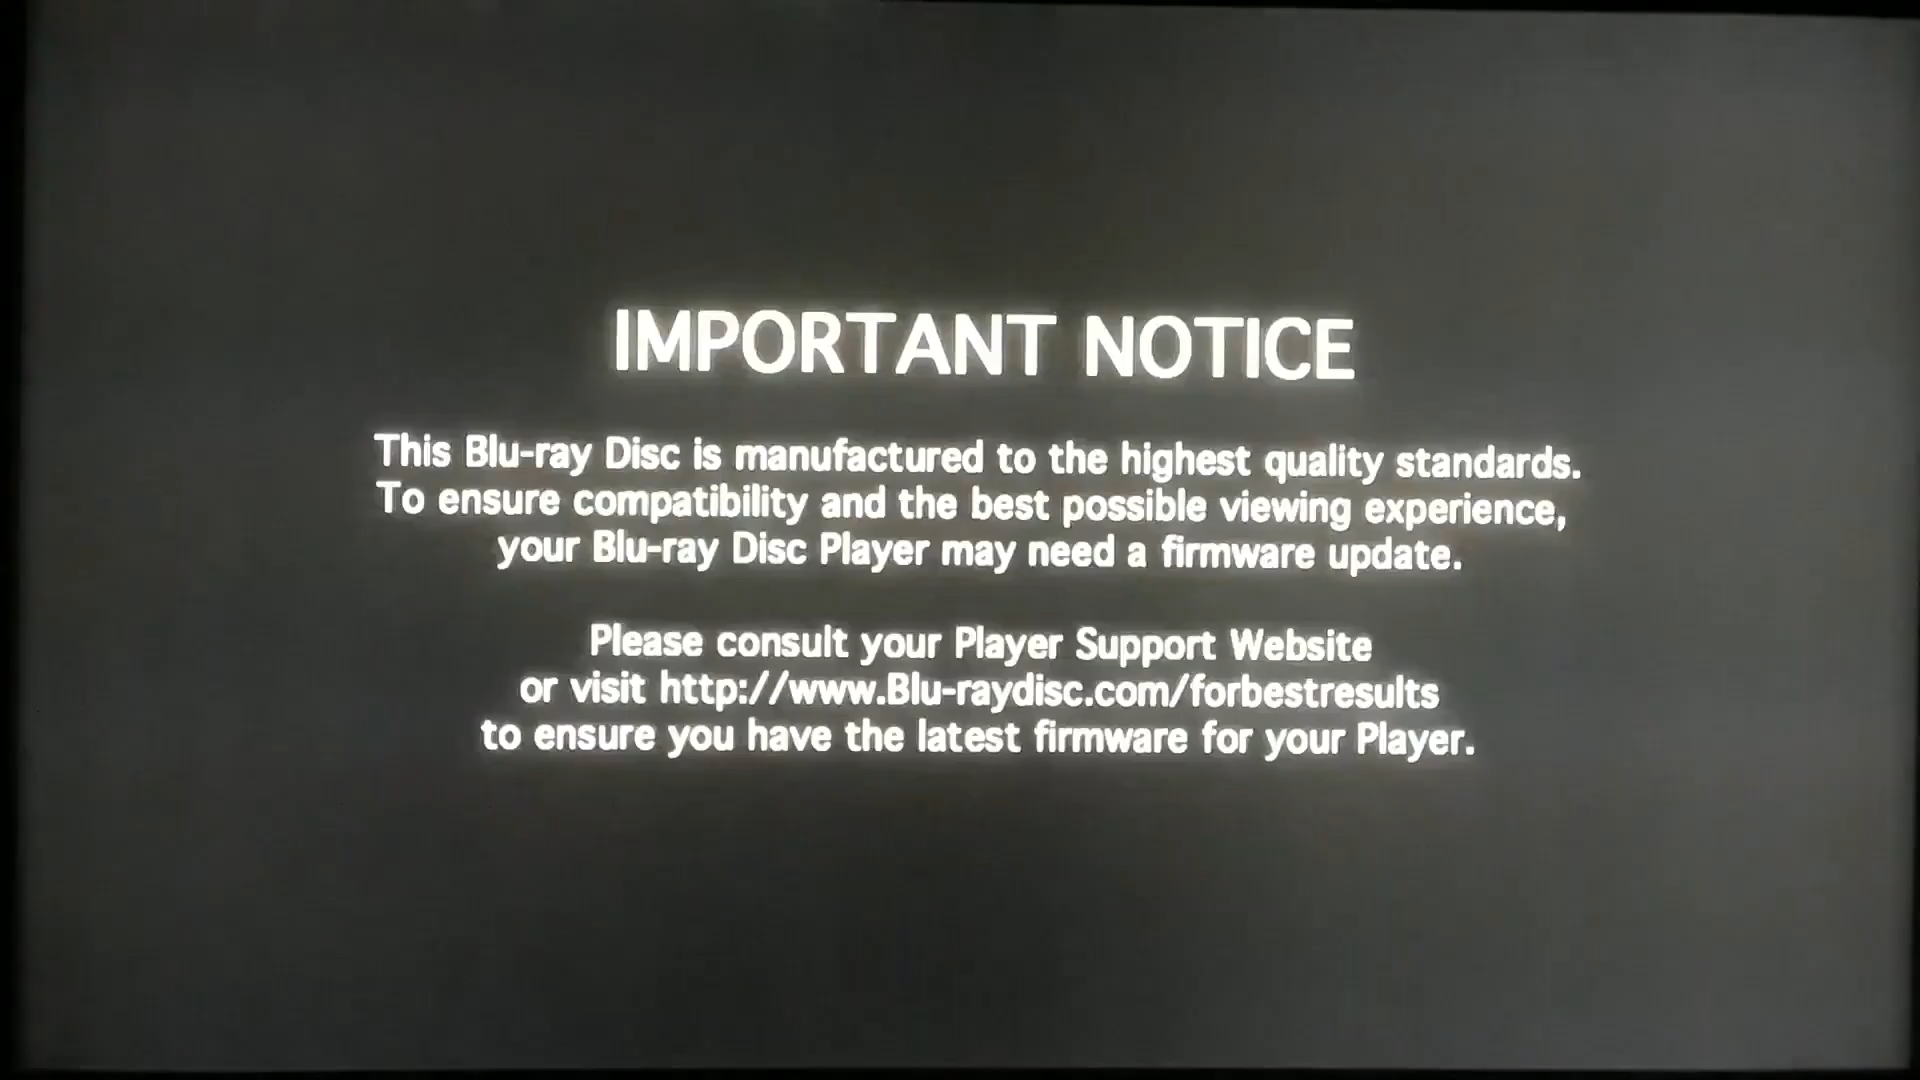 IMPORTANT NOTICE
This Blu-ray Disc is manufactured to the highest quality standards.
To ensure compatibility and the best possible viewing experience,
your Blu-ray Disc Player may need a firmware update.
Please consult your Player Support Website
or visit http://www.Blu-raydisc.com/forbestresults
to ensure you have the latest firmware for your Player.